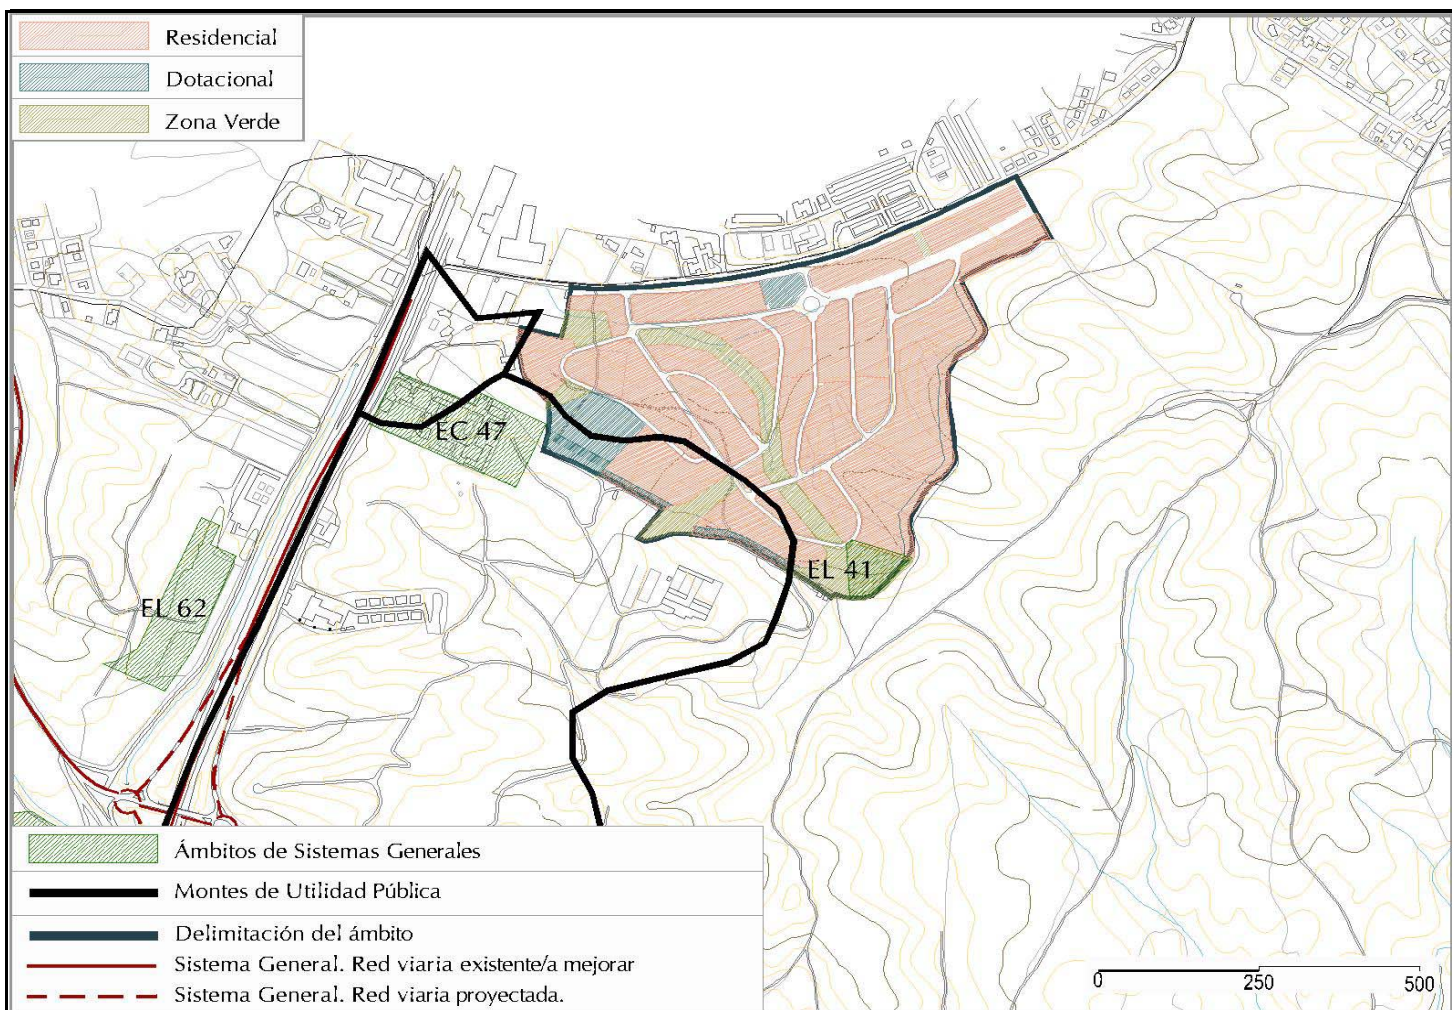 Residencial
Dotacional
Zona Verde
EC 47
EL 41
EL 62
Ámbitos de Sistemas Generales
Montes de Utilidad Pública
Delimitación del ámbito
Sistema General. Red viaria existente/a mejorar
Sistema General. Red viaria proyectada.
0 250 500